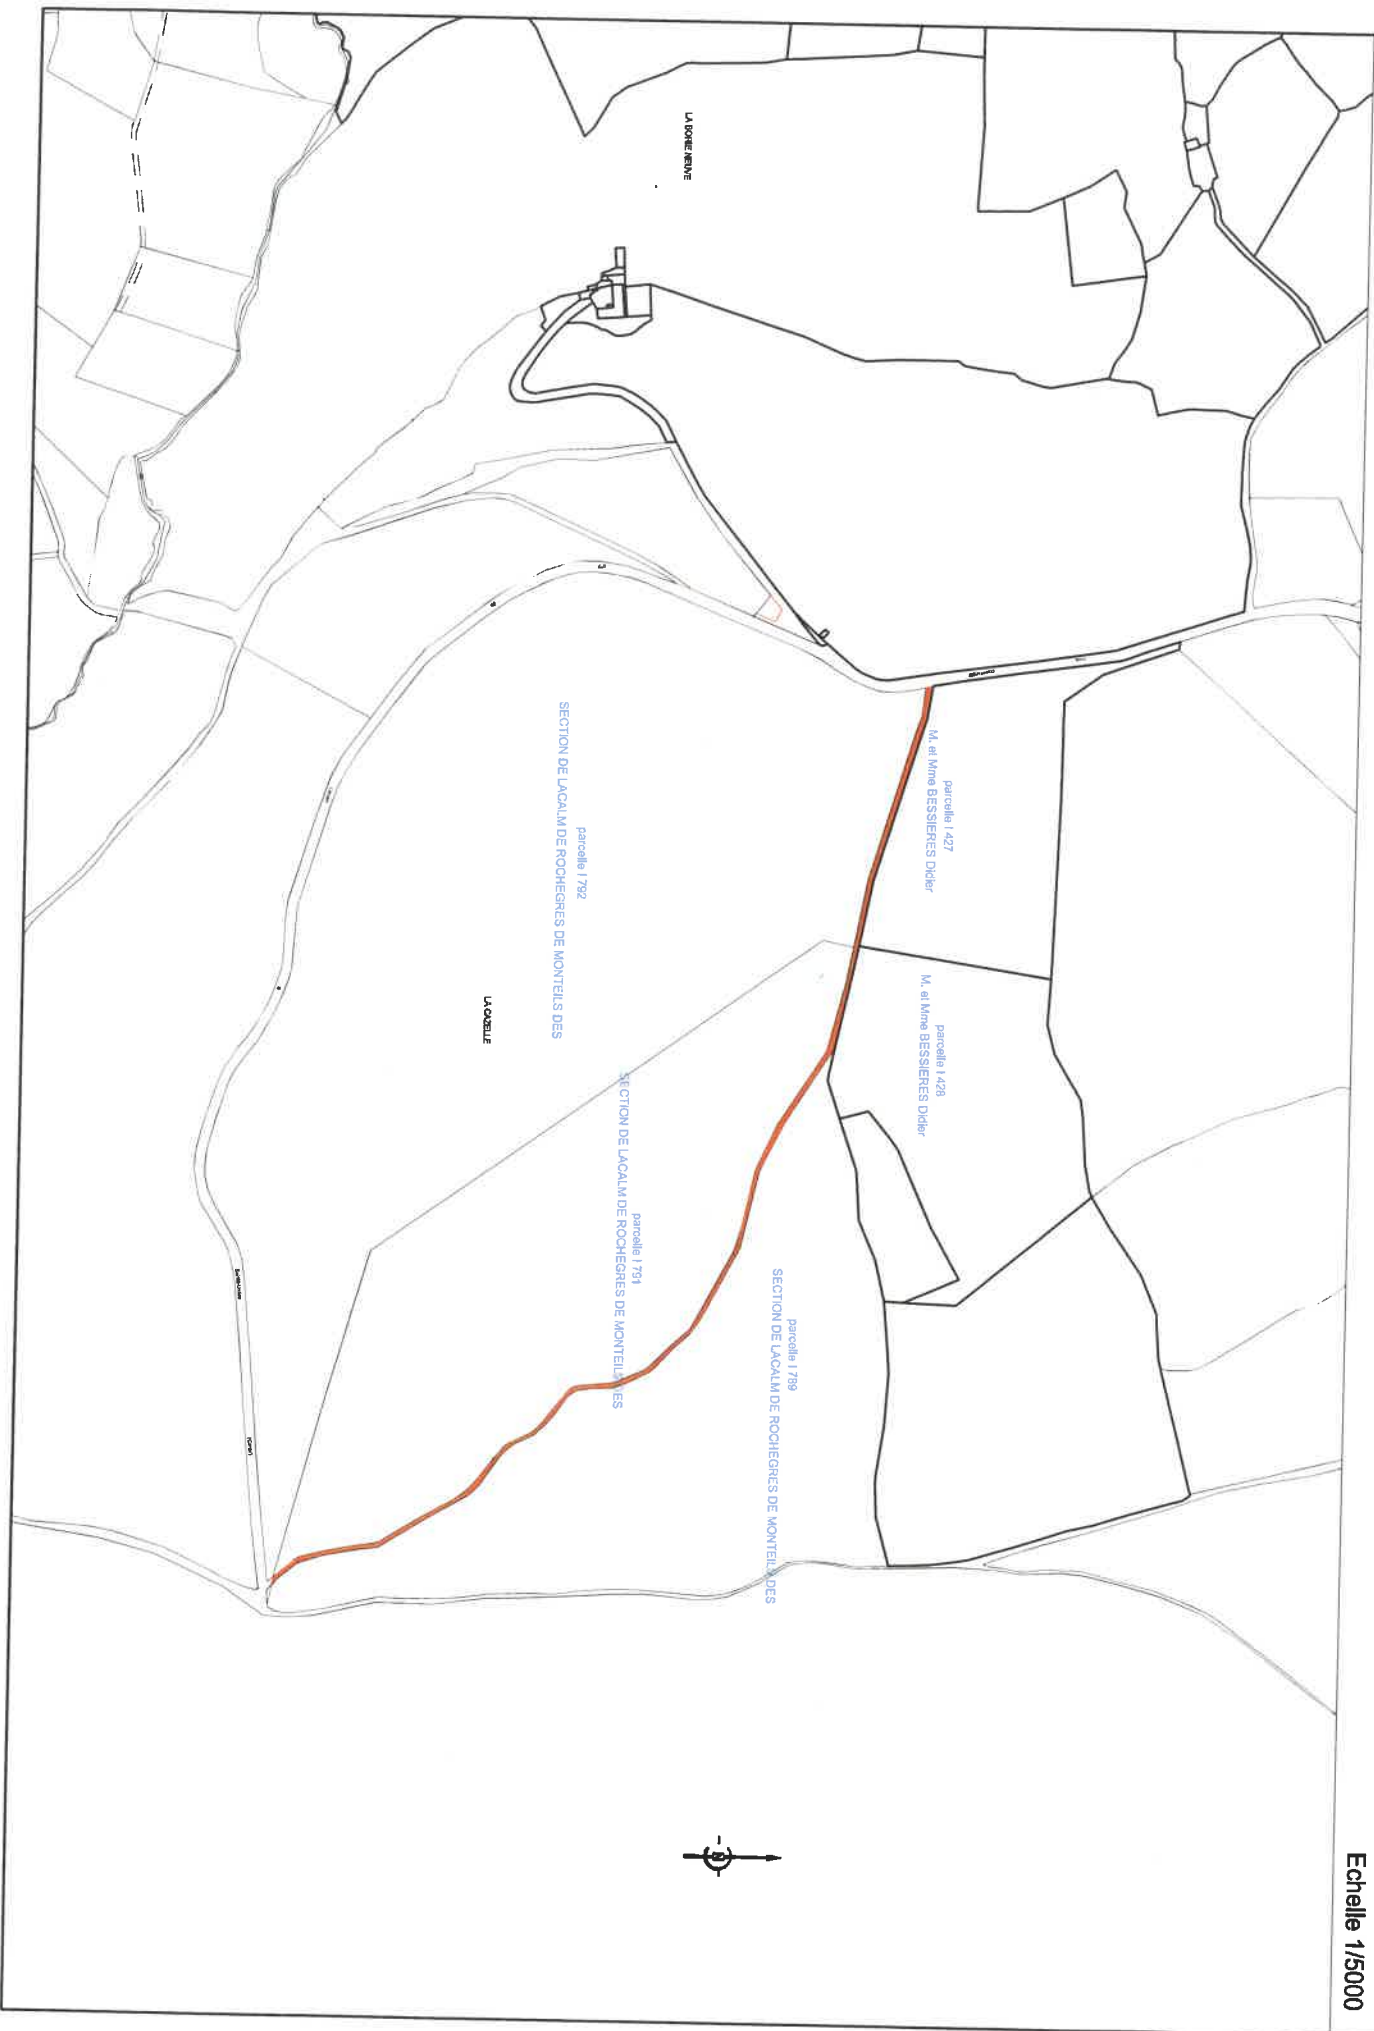 Echelle 1/5000
LA BORIE NEUVE
parcelle I 427
M. et Mme BESSIERES Didier
parcelle I 428
M. et Mme BESSIERES Didier
parcelle I 792
SECTION DE LACALM DE ROCHEGRES DE MONTEILS DES
LA CAZELLE
parcelle I 791
SECTION DE LACALM DE ROCHEGRES DE MONTEILS DES
parcelle I 789
SECTION DE LACALM DE ROCHEGRES DE MONTEILS DES
N